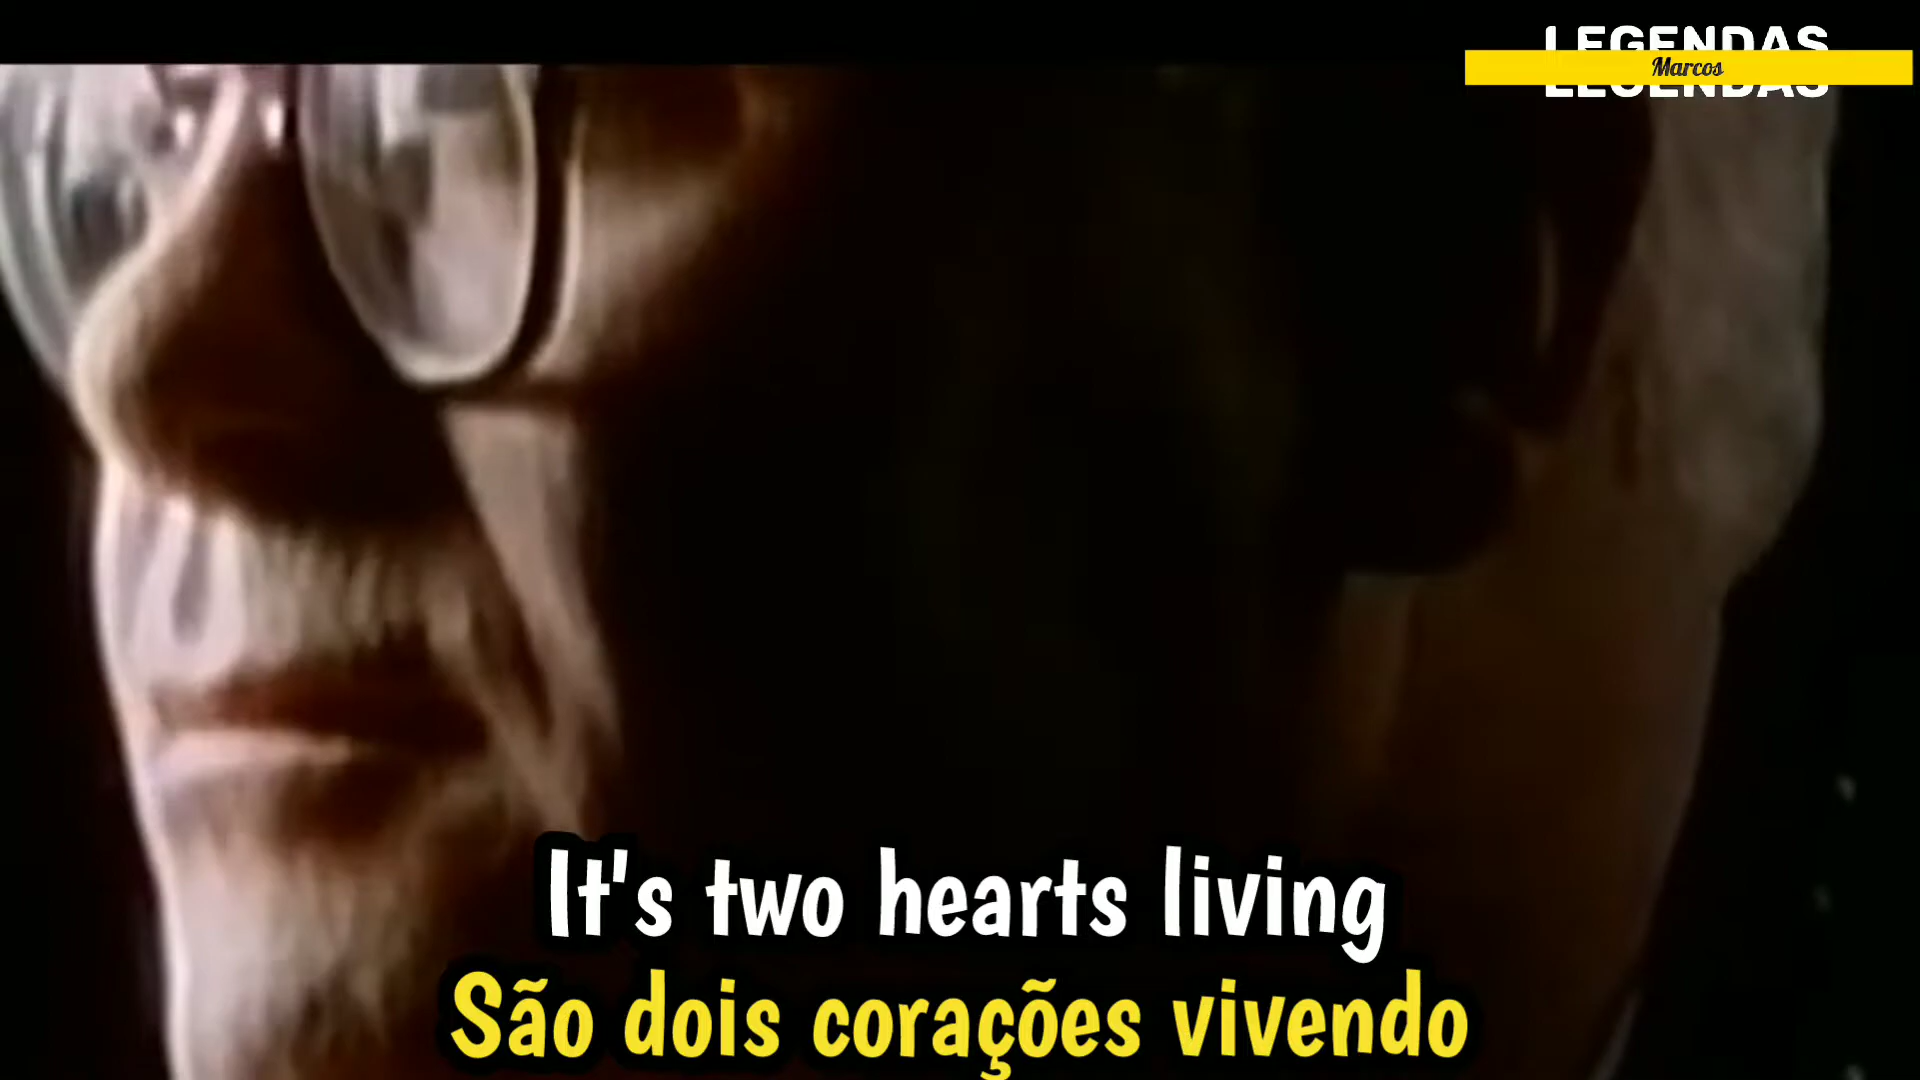 LEGENDAS
Marcos
LEGENDAS
It's two hearts living
São dois corações vivendo